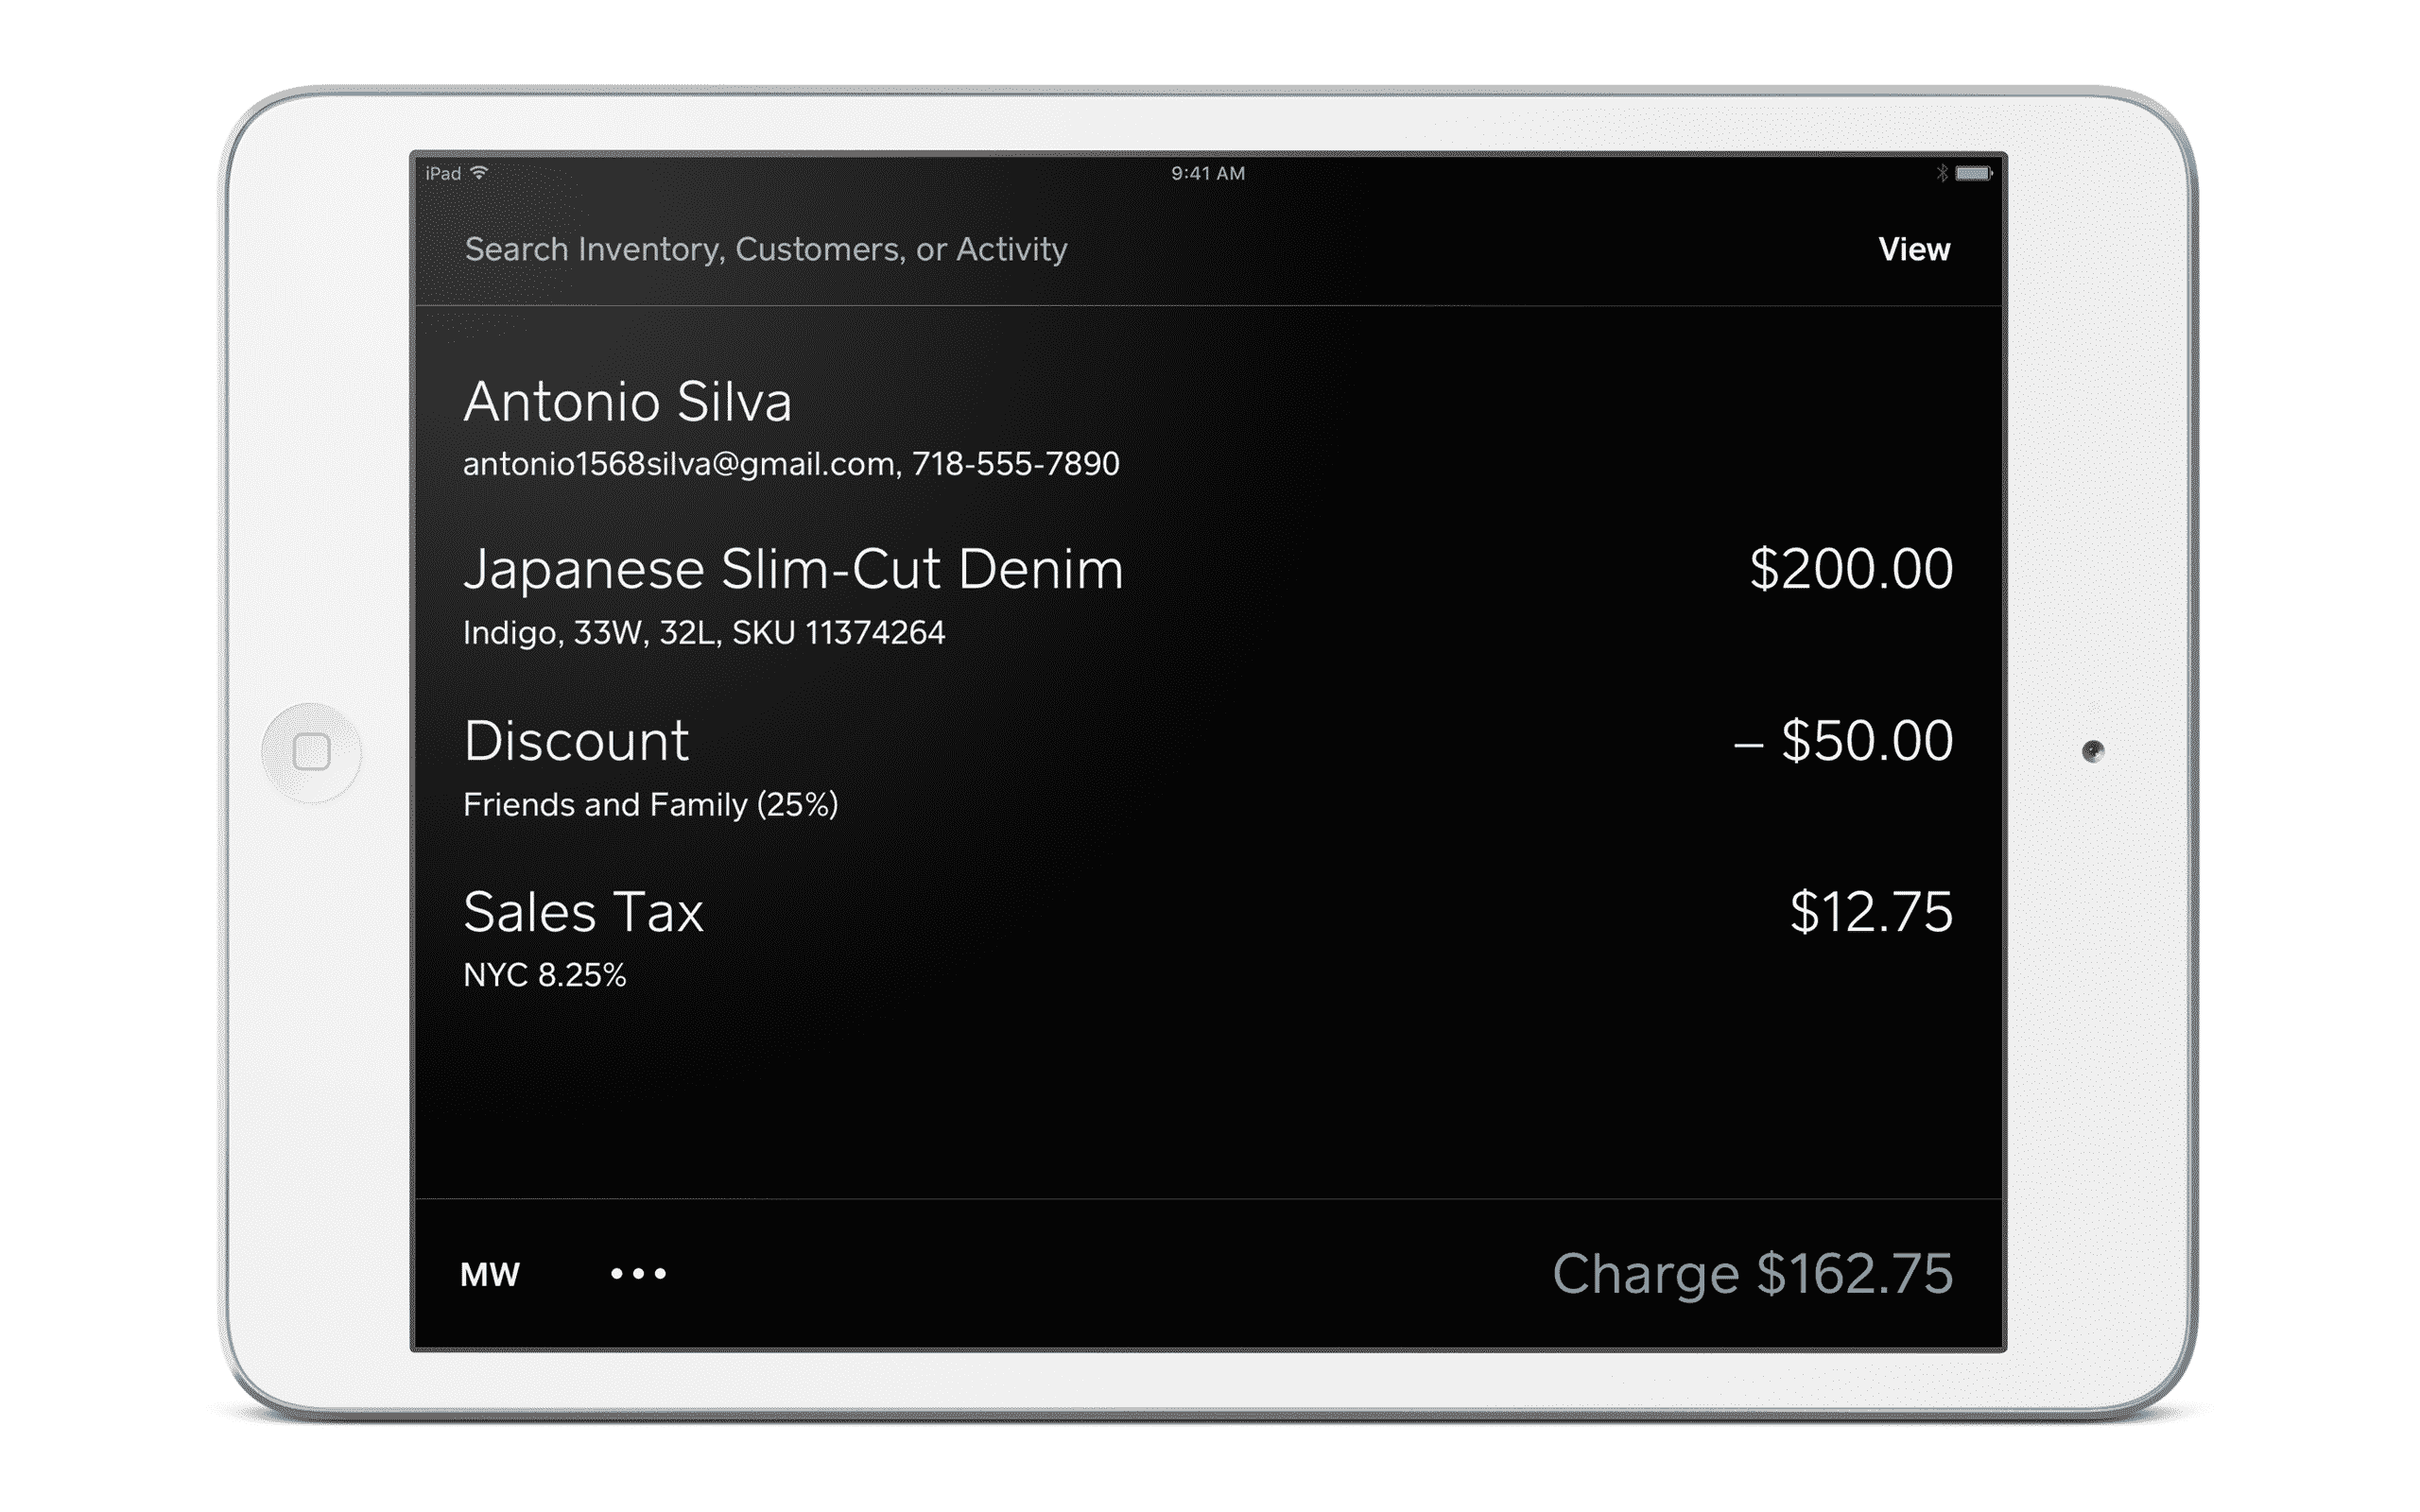 iPad
9:41 AM
Search Inventory, Customers, or Activity
View
Antonio Silva
antonio1568silva@gmail.com, 718-555-7890
Japanese Slim-Cut Denim
$200.00
Indigo, 33W, 32L, SKU 11374264
Discount
– $50.00
Friends and Family (25%)
Sales Tax
$12.75
NYC 8.25%
MW
•••
Charge $162.75